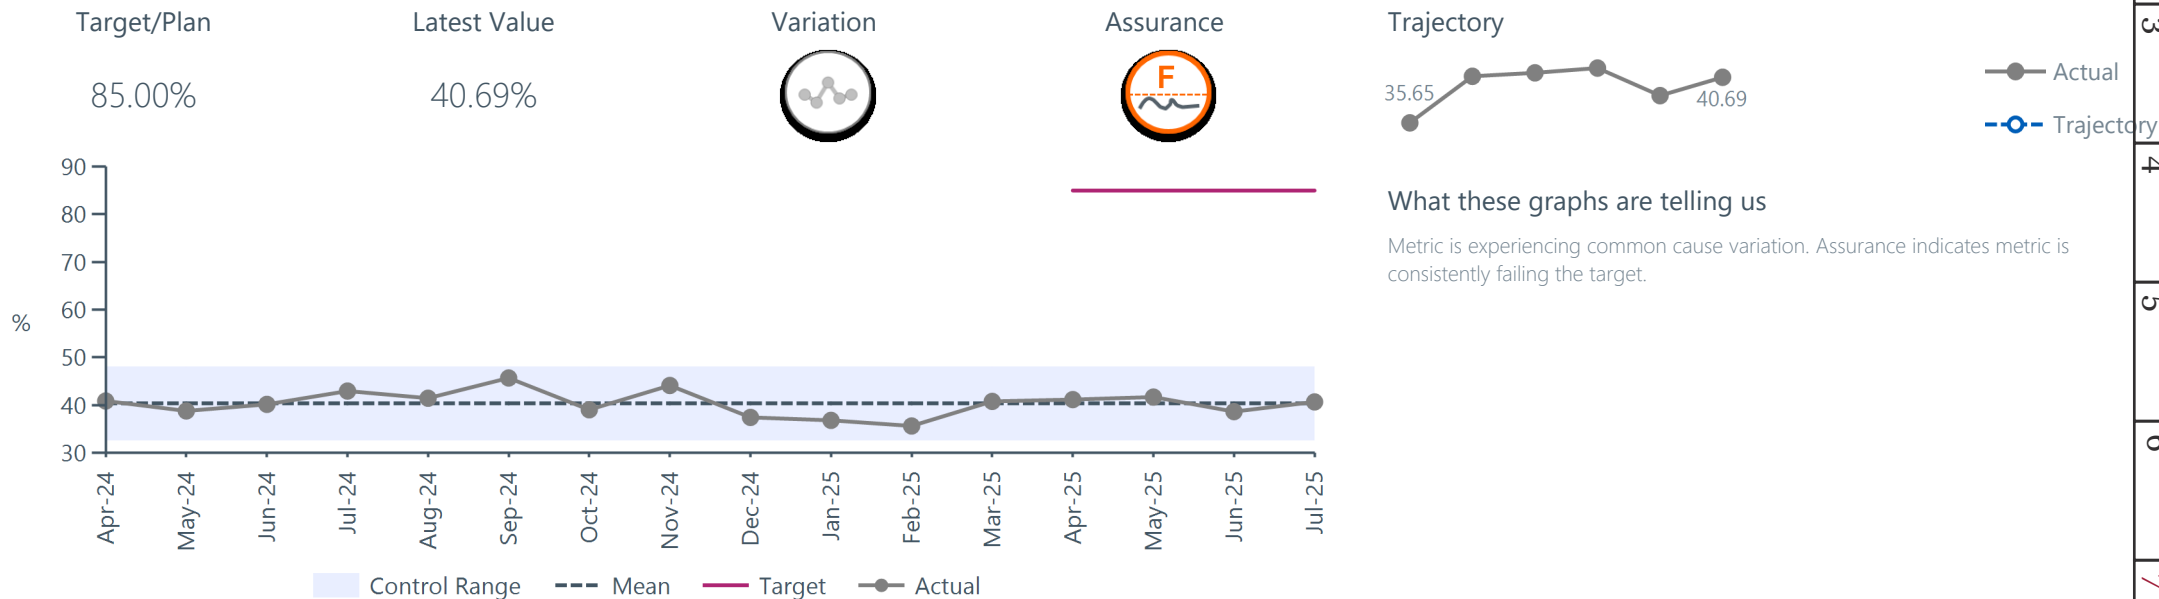 Target/Plan
Latest Value
Variation
Assurance
Trajectory
85.00%
40.69%
F
35.65
40.69
Actual
Trajectory
90
80
70
60
50
40
30
%
Apr-24
May-24
Jun-24
Jul-24
Aug-24
Sep-24
Oct-24
Nov-24
Dec-24
Jan-25
Feb-25
Mar-25
Apr-25
May-25
Jun-25
Jul-25
Control Range
Mean
Target
Actual
What these graphs are telling us
Metric is experiencing common cause variation. Assurance indicates metric is
consistently failing the target.
3
4
5
6
7